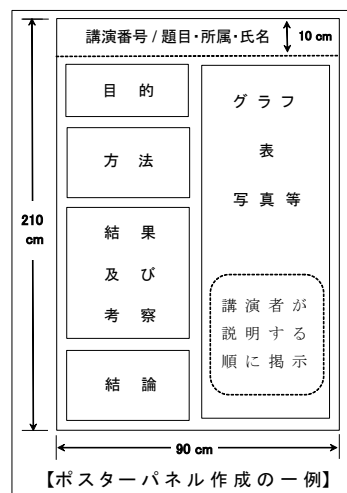 講演番号 / 題目・所属・氏名
10 cm
目 的
方 法
結 果
及 び
考 察
結 論
グ ラ フ
表
写 真 等
講 演 者 が
説 明 す る
順 に 掲 示
210
cm
90 cm
【ポスターパネル作成の一例】